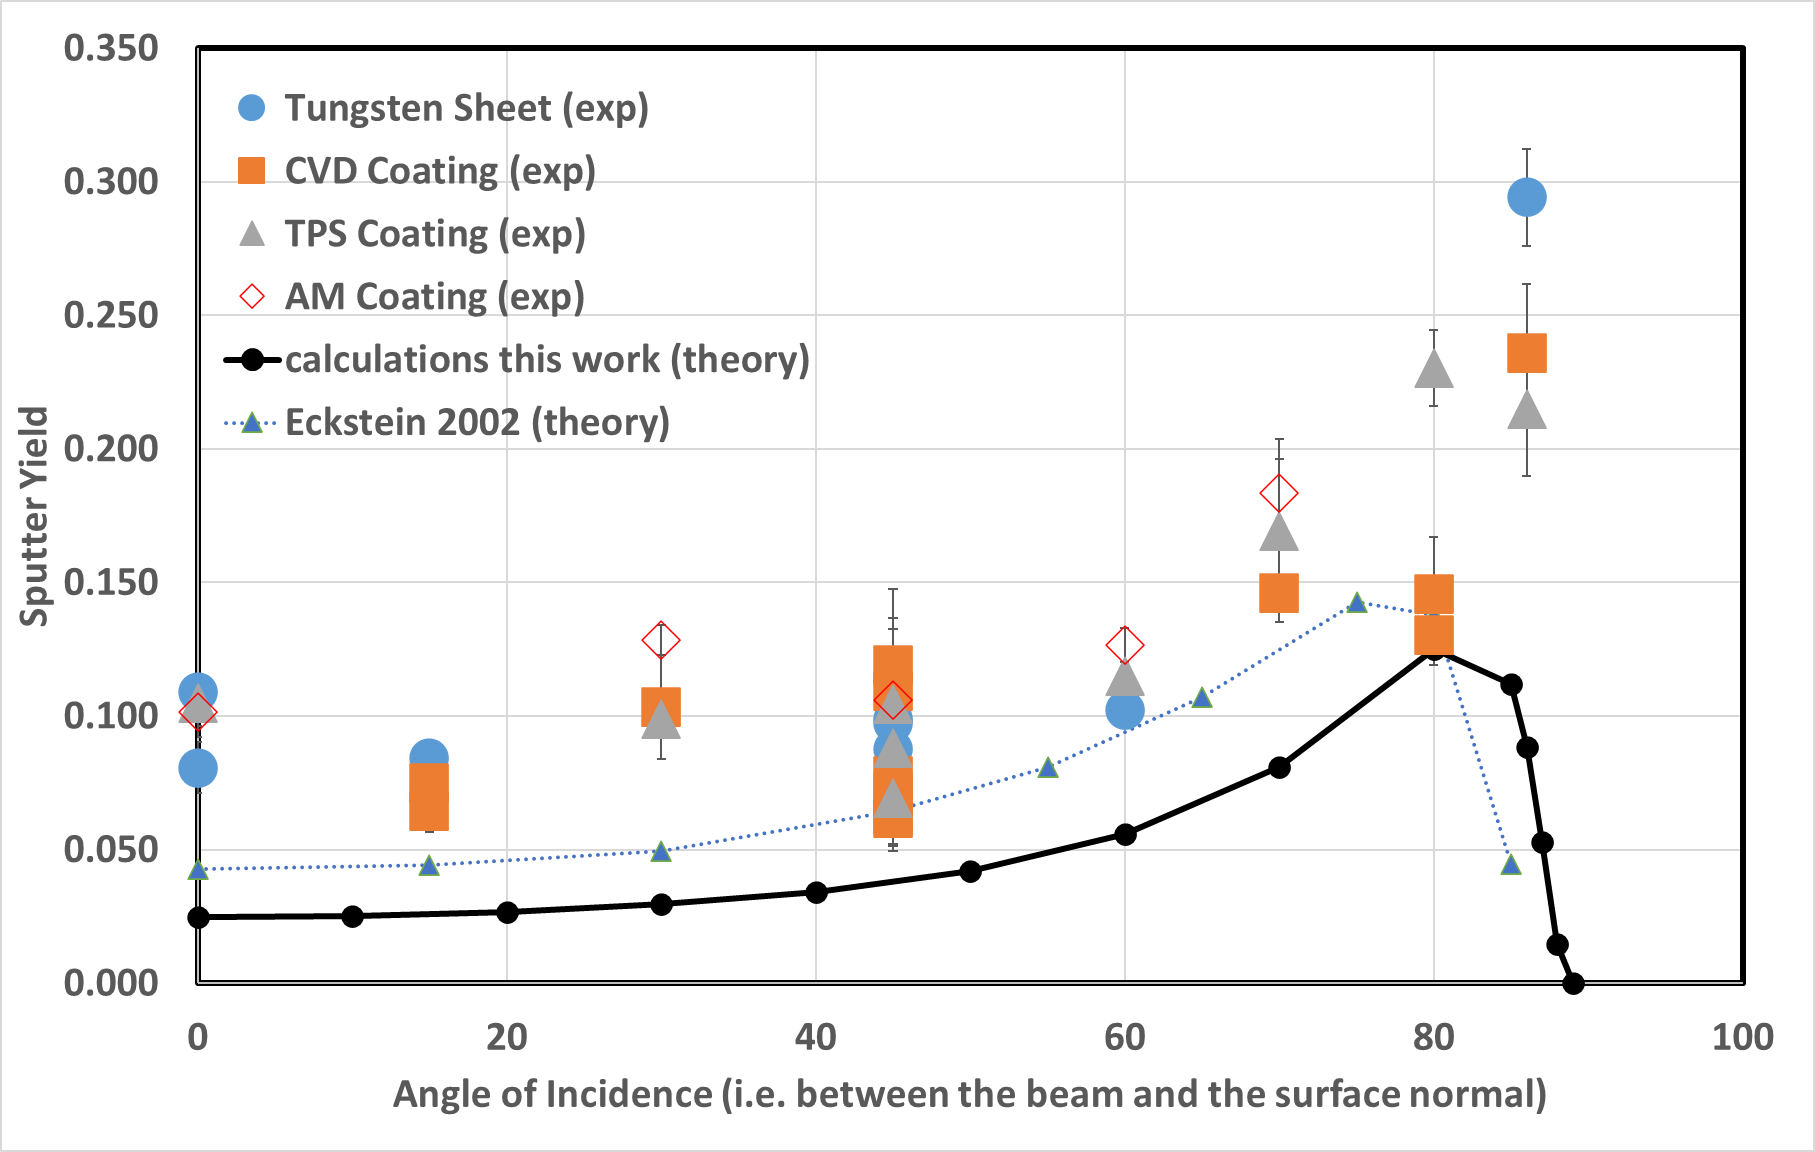 0.350
0.300
0.250
0.200
0.150
0.100
0.050
0.000
Sputter Yield
Tungsten Sheet (exp)
CVD Coating (exp)
TPS Coating (exp)
AM Coating (exp)
calculations this work (theory)
Eckstein 2002 (theory)
0 20 40 60 80 100
Angle of Incidence (i.e. between the beam and the surface normal)